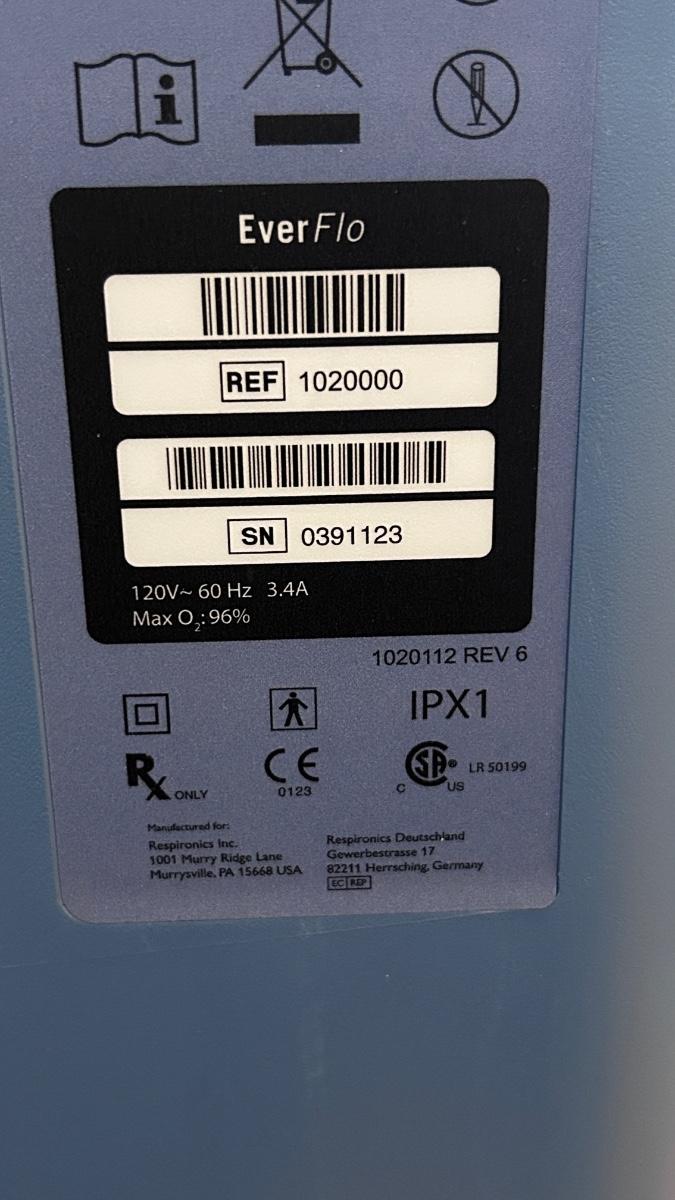 EverFlo
REF 1020000
SN 0391123
120V~ 60 Hz 3.4A
Max O₂: 96%
1020112 REV 6
IPX1
Rx ONLY
CE 0123
SA® C US LR 50199
Manufactured for:
Respironics Inc.
1001 Murry Ridge Lane
Murrysville, PA 15668 USA
Respironics Deutschland
Gewerbestrasse 17
82211 Herrsching, Germany
EC REP